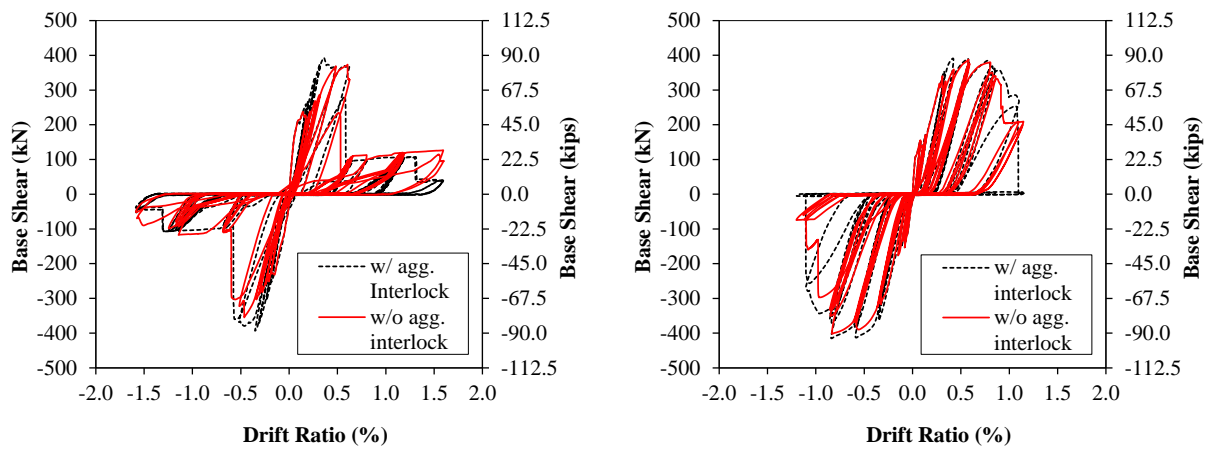 500
400
300
200
100
0
-100
-200
-300
-400
-500
Base Shear (kN)
112.5
90.0
67.5
45.0
22.5
0.0
-22.5
-45.0
-67.5
-90.0
-112.5
Base Shear (kips)
-2.0 -1.5 -1.0 -0.5 0.0 0.5 1.0 1.5 2.0
Drift Ratio (%)
w/ agg.
Interlock
w/o agg.
interlock
500
400
300
200
100
0
-100
-200
-300
-400
-500
Base Shear (kN)
112.5
90.0
67.5
45.0
22.5
0.0
-22.5
-45.0
-67.5
-90.0
-112.5
Base Shear (kips)
-2.0 -1.5 -1.0 -0.5 0.0 0.5 1.0 1.5 2.0
Drift Ratio (%)
w/ agg.
interlock
w/o agg.
interlock